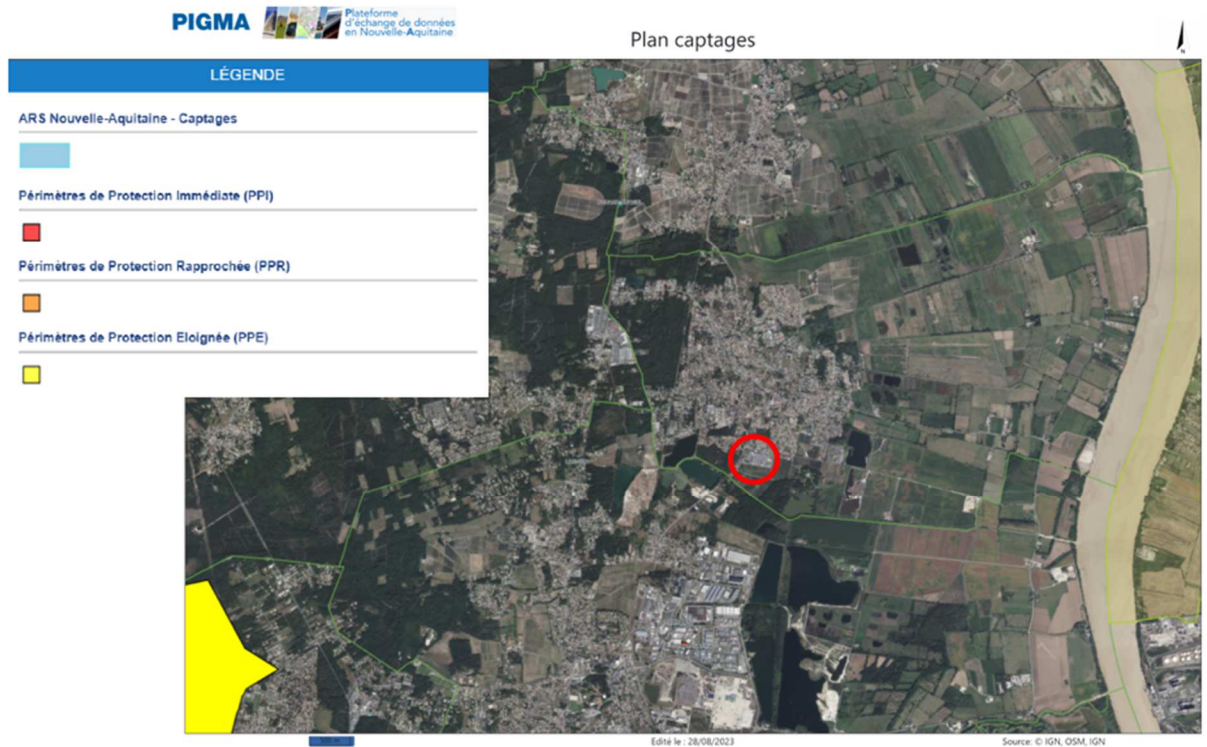 PIGMA
Plateforme
d'échange de données
en Nouvelle-Aquitaine
Plan captages
N
LÉGENDE
ARS Nouvelle-Aquitaine - Captages
Périmètres de Protection Immédiate (PPI)
Périmètres de Protection Rapprochée (PPR)
Périmètres de Protection Eloignée (PPE)
Edité le : 28/08/2023
Source: © IGN, OSM, IGN